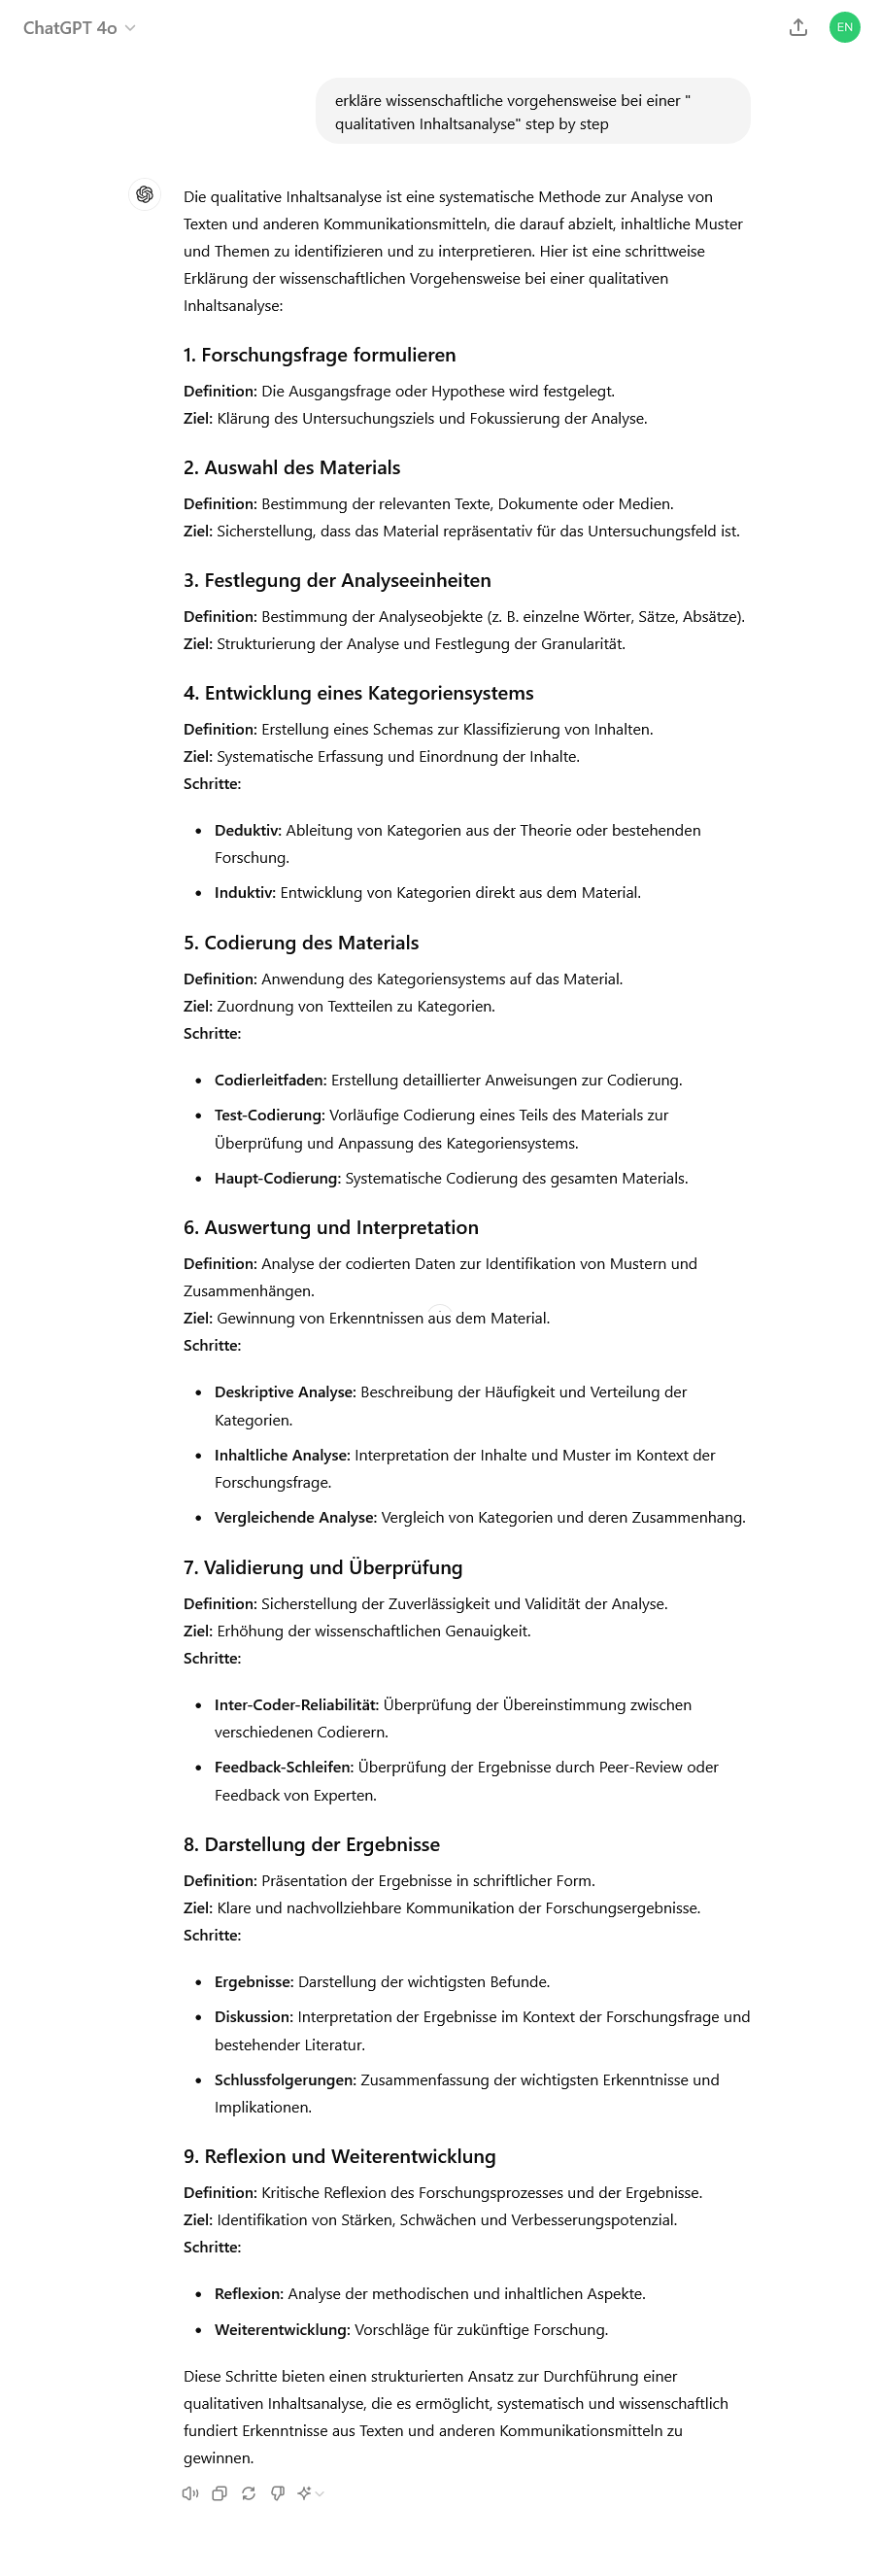 ChatGPT 4o
EN
erkläre wissenschaftliche vorgehensweise bei einer "
qualitativen Inhaltsanalyse" step by step
Die qualitative Inhaltsanalyse ist eine systematische Methode zur Analyse von
Texten und anderen Kommunikationsmitteln, die darauf abzielt, inhaltliche Muster
und Themen zu identifizieren und zu interpretieren. Hier ist eine schrittweise
Erklärung der wissenschaftlichen Vorgehensweise bei einer qualitativen
Inhaltsanalyse:
1. Forschungsfrage formulieren
Definition: Die Ausgangsfrage oder Hypothese wird festgelegt.
Ziel: Klärung des Untersuchungsziels und Fokussierung der Analyse.
2. Auswahl des Materials
Definition: Bestimmung der relevanten Texte, Dokumente oder Medien.
Ziel: Sicherstellung, dass das Material repräsentativ für das Untersuchungsfeld ist.
3. Festlegung der Analyseeinheiten
Definition: Bestimmung der Analyseobjekte (z. B. einzelne Wörter, Sätze, Absätze).
Ziel: Strukturierung der Analyse und Festlegung der Granularität.
4. Entwicklung eines Kategoriensystems
Definition: Erstellung eines Schemas zur Klassifizierung von Inhalten.
Ziel: Systematische Erfassung und Einordnung der Inhalte.
Schritte:
• Deduktiv: Ableitung von Kategorien aus der Theorie oder bestehenden
Forschung.
• Induktiv: Entwicklung von Kategorien direkt aus dem Material.
5. Codierung des Materials
Definition: Anwendung des Kategoriensystems auf das Material.
Ziel: Zuordnung von Textteilen zu Kategorien.
Schritte:
• Codierleitfaden: Erstellung detaillierter Anweisungen zur Codierung.
• Test-Codierung: Vorläufige Codierung eines Teils des Materials zur
Überprüfung und Anpassung des Kategoriensystems.
• Haupt-Codierung: Systematische Codierung des gesamten Materials.
6. Auswertung und Interpretation
Definition: Analyse der codierten Daten zur Identifikation von Mustern und
Zusammenhängen.
Ziel: Gewinnung von Erkenntnissen aus dem Material.
Schritte:
• Deskriptive Analyse: Beschreibung der Häufigkeit und Verteilung der
Kategorien.
• Inhaltliche Analyse: Interpretation der Inhalte und Muster im Kontext der
Forschungsfrage.
• Vergleichende Analyse: Vergleich von Kategorien und deren Zusammenhang.
7. Validierung und Überprüfung
Definition: Sicherstellung der Zuverlässigkeit und Validität der Analyse.
Ziel: Erhöhung der wissenschaftlichen Genauigkeit.
Schritte:
• Inter-Coder-Reliabilität: Überprüfung der Übereinstimmung zwischen
verschiedenen Codierern.
• Feedback-Schleifen: Überprüfung der Ergebnisse durch Peer-Review oder
Feedback von Experten.
8. Darstellung der Ergebnisse
Definition: Präsentation der Ergebnisse in schriftlicher Form.
Ziel: Klare und nachvollziehbare Kommunikation der Forschungsergebnisse.
Schritte:
• Ergebnisse: Darstellung der wichtigsten Befunde.
• Diskussion: Interpretation der Ergebnisse im Kontext der Forschungsfrage und
bestehender Literatur.
• Schlussfolgerungen: Zusammenfassung der wichtigsten Erkenntnisse und
Implikationen.
9. Reflexion und Weiterentwicklung
Definition: Kritische Reflexion des Forschungsprozesses und der Ergebnisse.
Ziel: Identifikation von Stärken, Schwächen und Verbesserungspotenzial.
Schritte:
• Reflexion: Analyse der methodischen und inhaltlichen Aspekte.
• Weiterentwicklung: Vorschläge für zukünftige Forschung.
Diese Schritte bieten einen strukturierten Ansatz zur Durchführung einer
qualitativen Inhaltsanalyse, die es ermöglicht, systematisch und wissenschaftlich
fundiert Erkenntnisse aus Texten und anderen Kommunikationsmitteln zu
gewinnen.